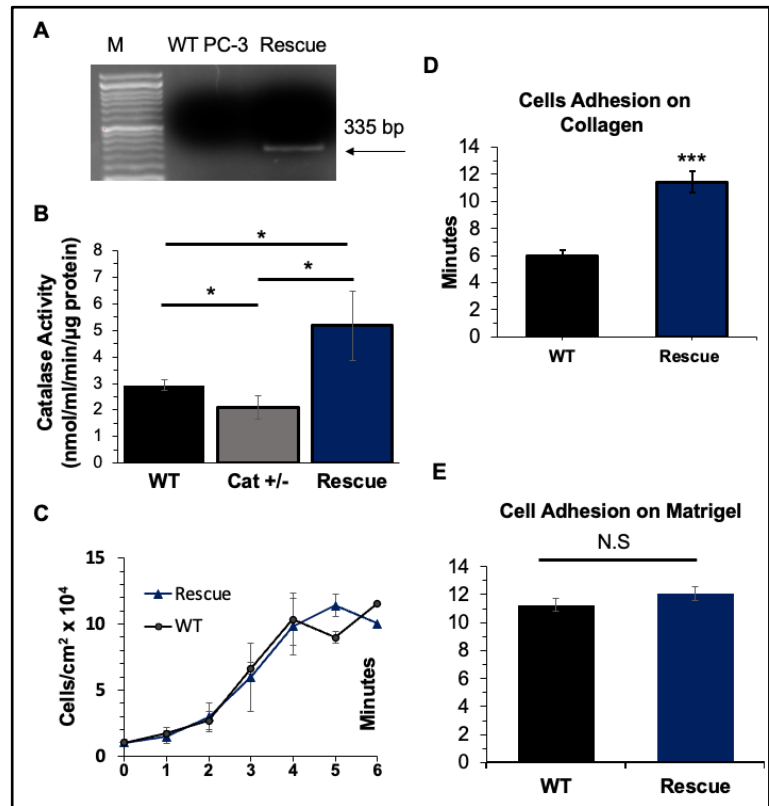 A
M WT PC-3 Rescue
335 bp
B
Catalase Activity
(nmol/ml/min/µg protein)
8
7
6
5
4
3
2
1
0
*
*
*
WT Cat +/- Rescue
C
Cells/cm² x 10⁴
15
10
5
0
Rescue
WT
0 1 2 3 4 5 6
D
Cells Adhesion on
Collagen
Minutes
14
12
10
8
6
4
2
0
***
WT Rescue
E
Cell Adhesion on Matrigel
N.S
Minutes
14
12
10
8
6
4
2
0
WT Rescue